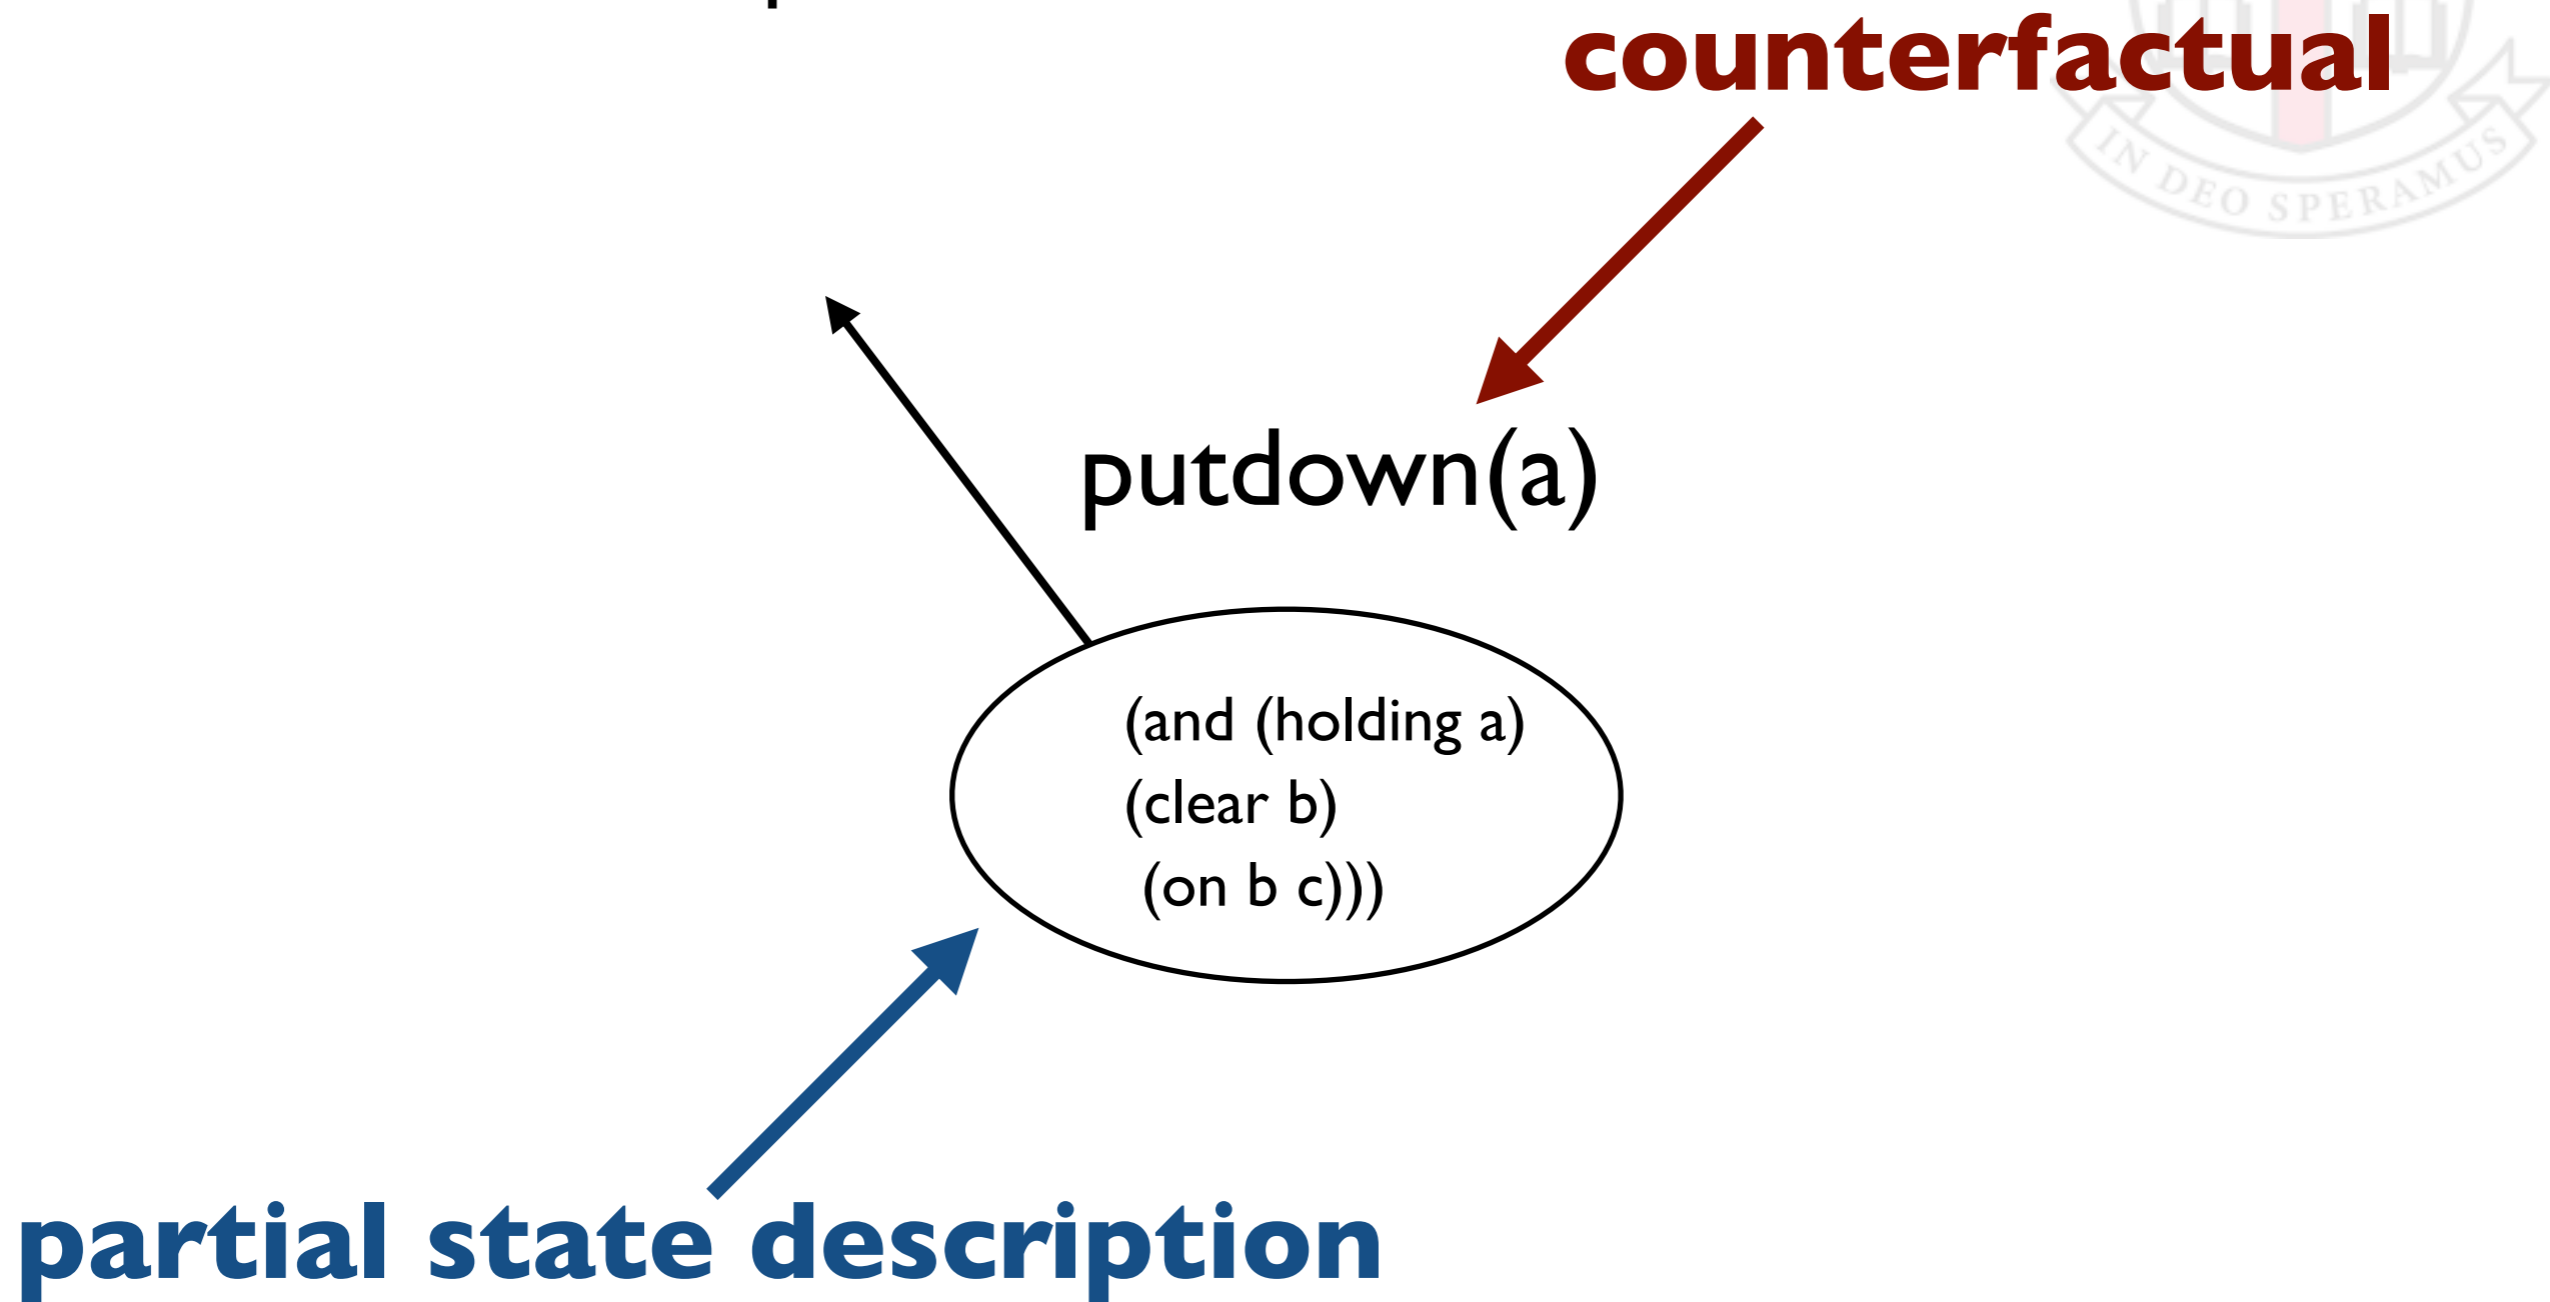 counterfactual
IN DEO SPERAMUS
putdown(a)
(and (holding a)
(clear b)
(on b c)))
partial state description